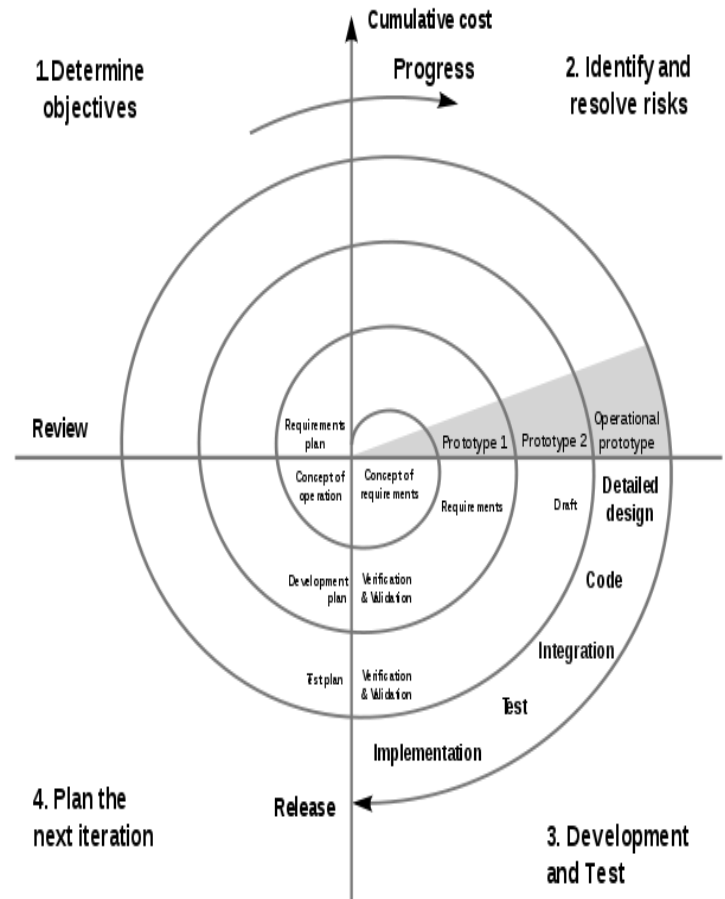 Cumulative cost
Progress
1.Determine
objectives
2. Identify and
resolve risks
Review
Requirements
plan
Prototype 1
Prototype 2
Operational
prototype
Concept of
operation
Concept of
requirements
Requirements
Draft
Detailed
design
Development
plan
Verification
& Validation
Code
Integration
Test plan
Verification
& Validation
Test
Implementation
Release
4. Plan the
next iteration
3. Development
and Test